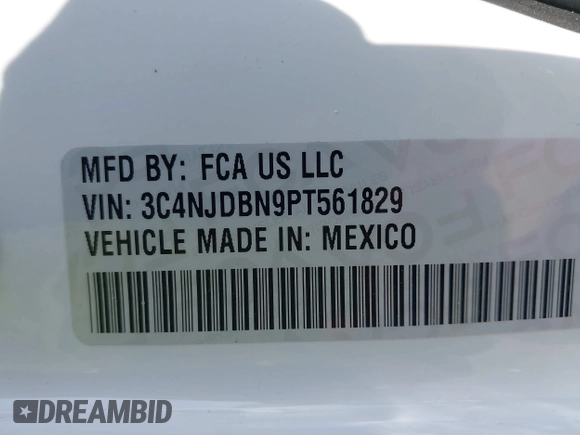 MFD BY: FCA US LLC
VIN: 3C4NJDBN9PT561829
VEHICLE MADE IN: MEXICO
DREAMBID